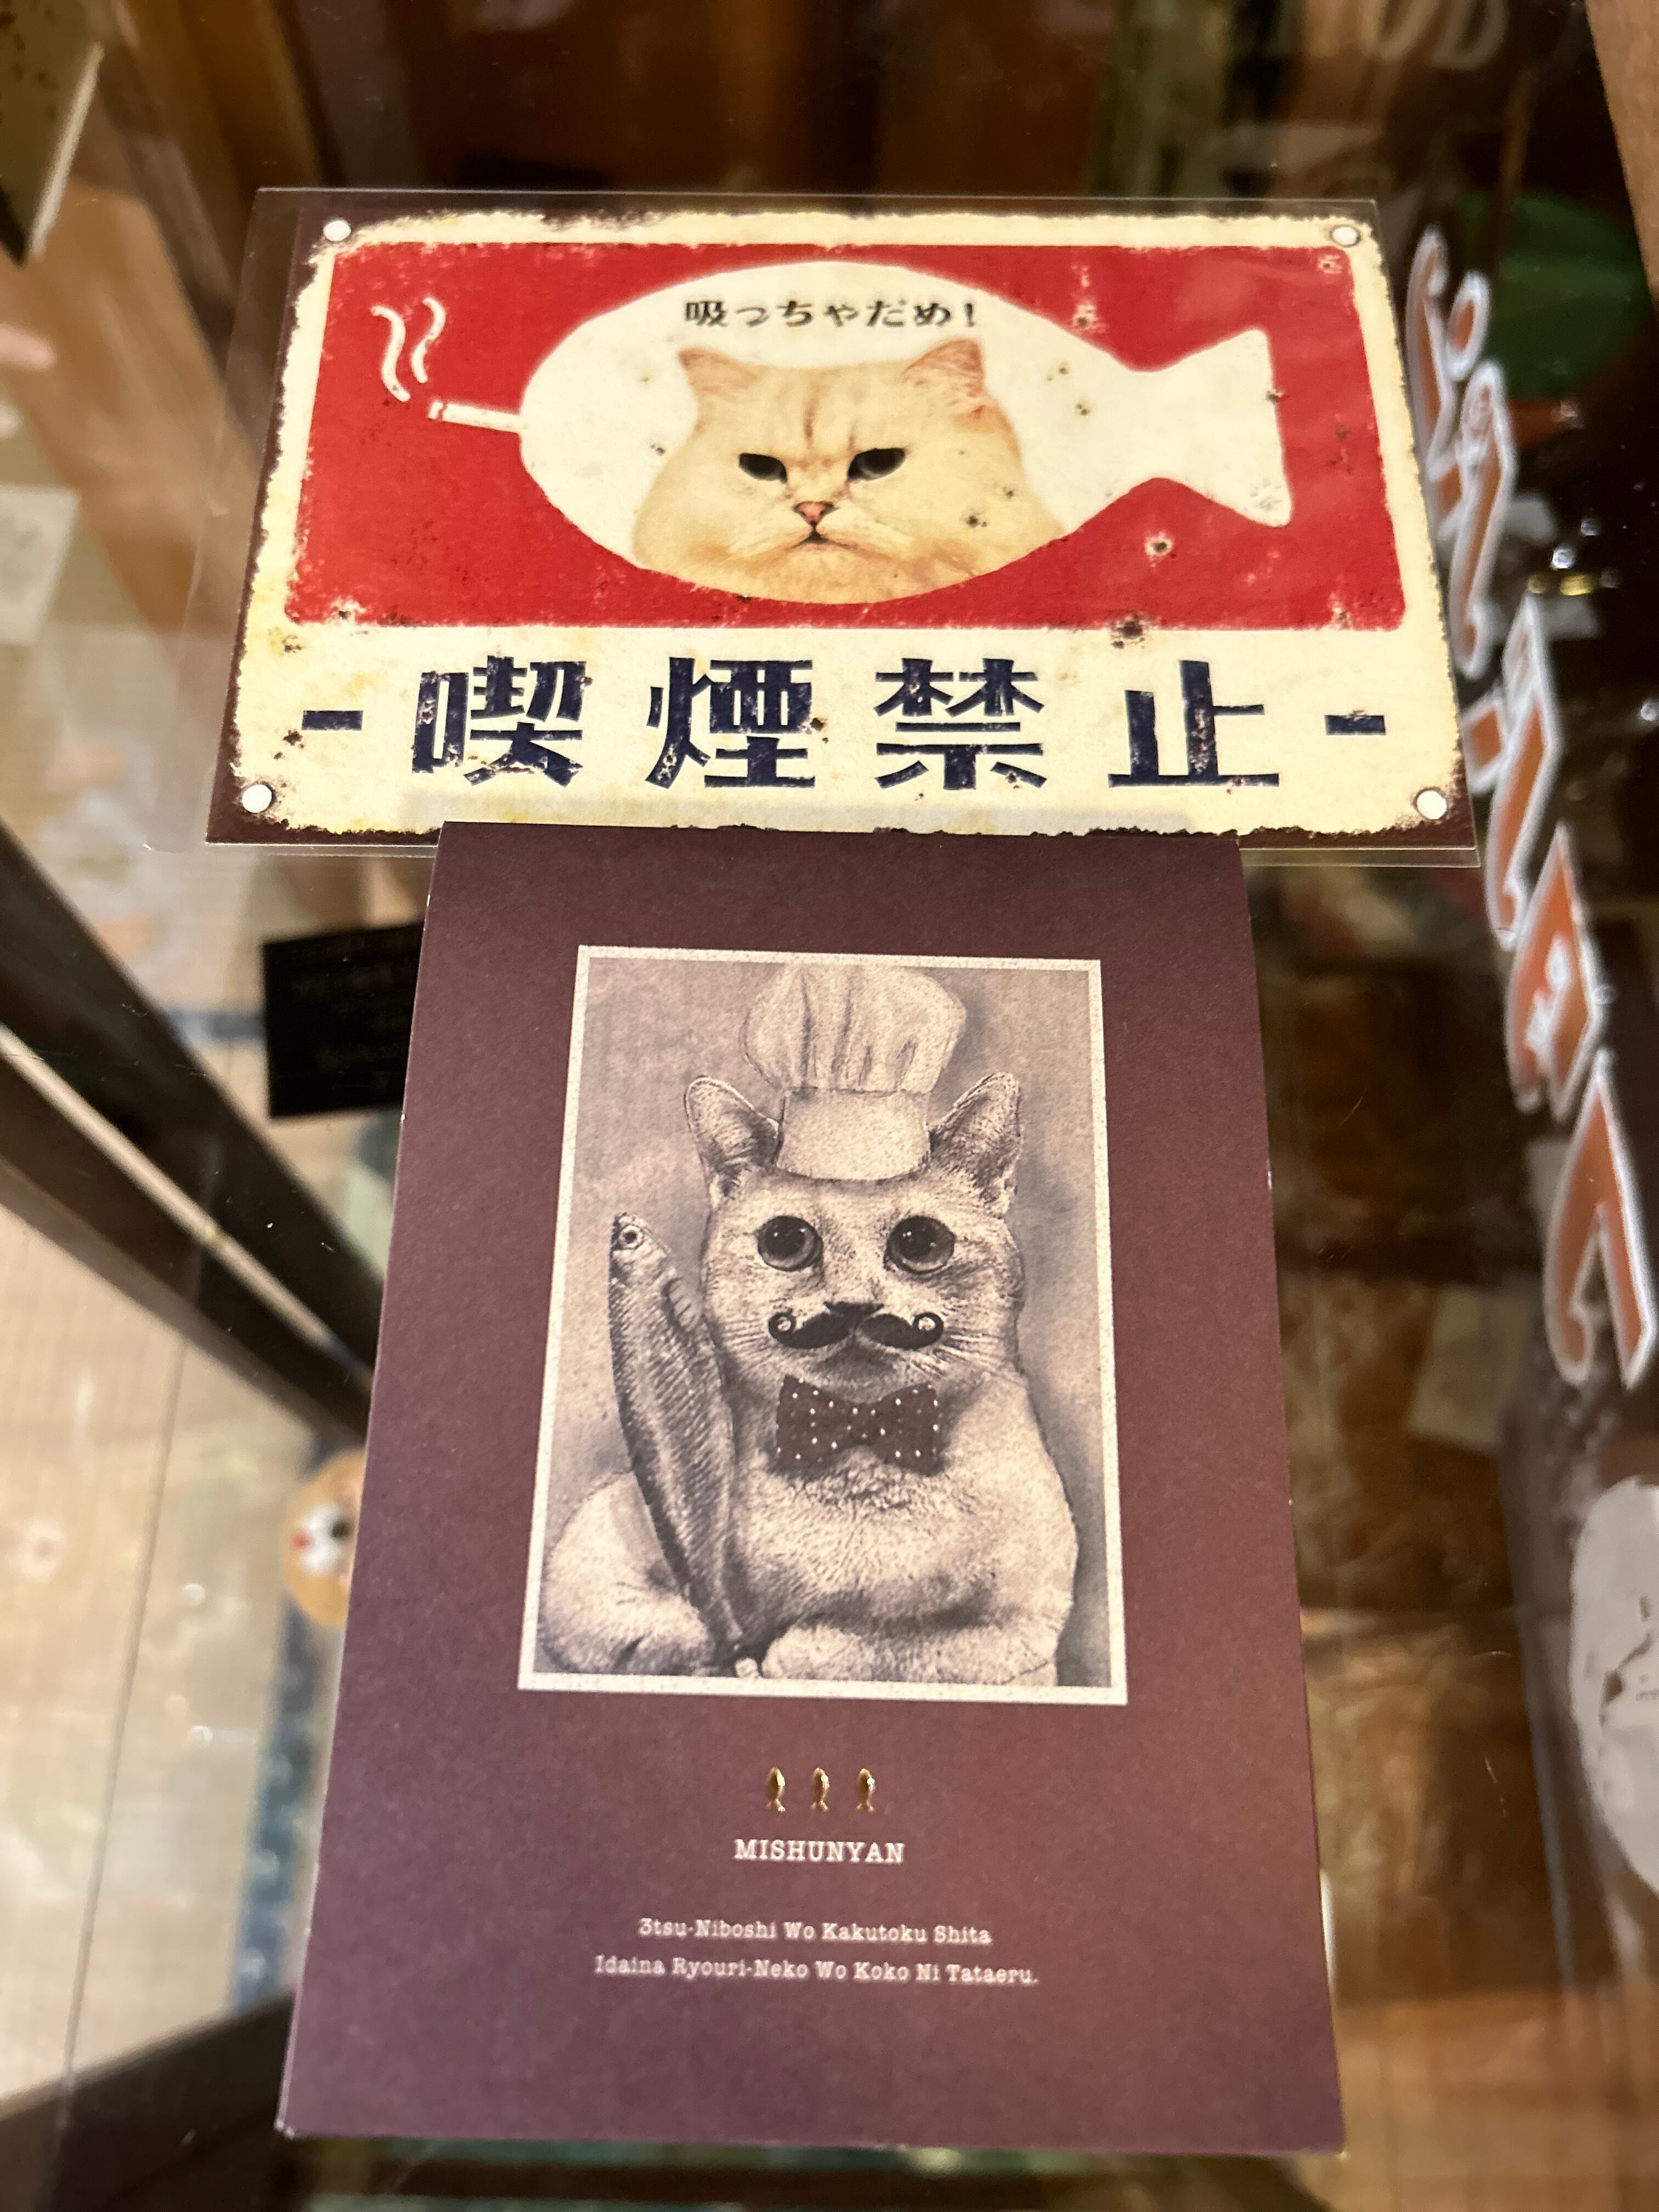 吸っちゃだめ!
-喫煙禁止-
MISHUNYAN
3tsu-Niboshi Wo Kakutoku Shita
Idaina Ryouri-Neko Wo Koko Ni Tataeru.